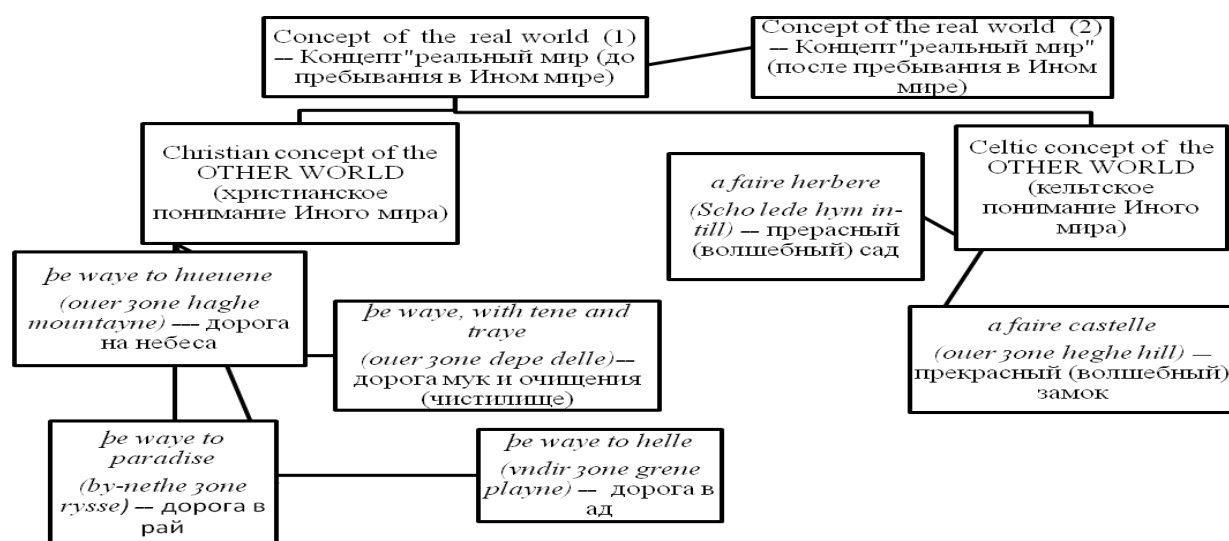 Concept of the real world (1)
-- Концепт"реальный мир (до
пребывания в Ином мире)
Concept of the real world (2)
-- Концепт"реальный мир"
(после пребывания в Ином
мире)
Christian concept of the
OTHER WORLD
(христианское
понимание Иного мира)
a faire herbere
(Scho lede hym in-
till) -- прерасный
(волшебный) сад
Celtic concept of the
OTHER WORLD
(кельтское
понимание Иного
мира)
þe waye to hueuene
(ouer ȝone haghe
mountayne) --- дорога
на небеса
þe waye, with tene and
traye
(ouer ȝone depe delle)--
дорога мук и очищения
(чистилище)
a faire castelle
(ouer ȝone heghe hill) --
прекрасный (волшебный)
замок
þe waye to
paradise
(by-nethe ȝone
rysse) -- дорога в
рай
þe waye to helle
(vndir ȝone grene
playne) -- дорога в
ад